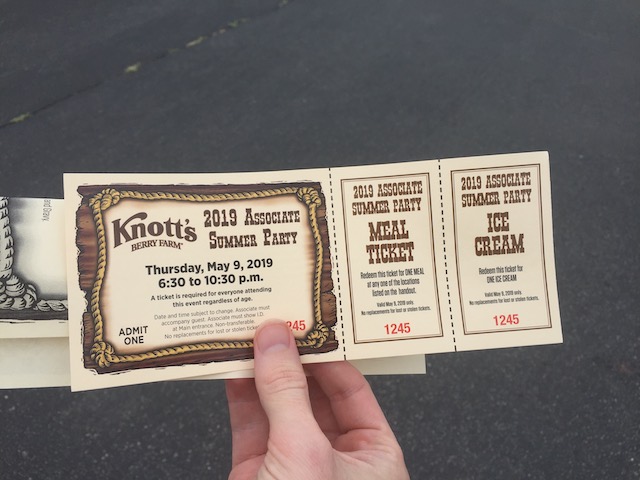 Knott's
BERRY FARM®
2019 ASSOCIATE
SUMMER PARTY
Thursday, May 9, 2019
6:30 to 10:30 p.m.
A ticket is required for everyone attending
this event regardless of age.
Date and time subject to change. Associate must
accompany guest. Associate must show I.D.
at Main entrance. Non-transferable.
No replacements for lost or stolen
ADMIT
ONE
245
2019 ASSOCIATE
SUMMER PARTY
MEAL
TICKET
Redeem this ticket for ONE MEAL
at any one of the locations
listed on the handout.
Valid May 9, 2019 only.
No replacements for lost or stolen tickets.
1245
2019 ASSOCIATE
SUMMER PARTY
ICE
CREAM
Redeem this ticket for
ONE ICE CREAM
Valid May 9, 2019 only.
No replacements for lost or stolen tickets.
1245